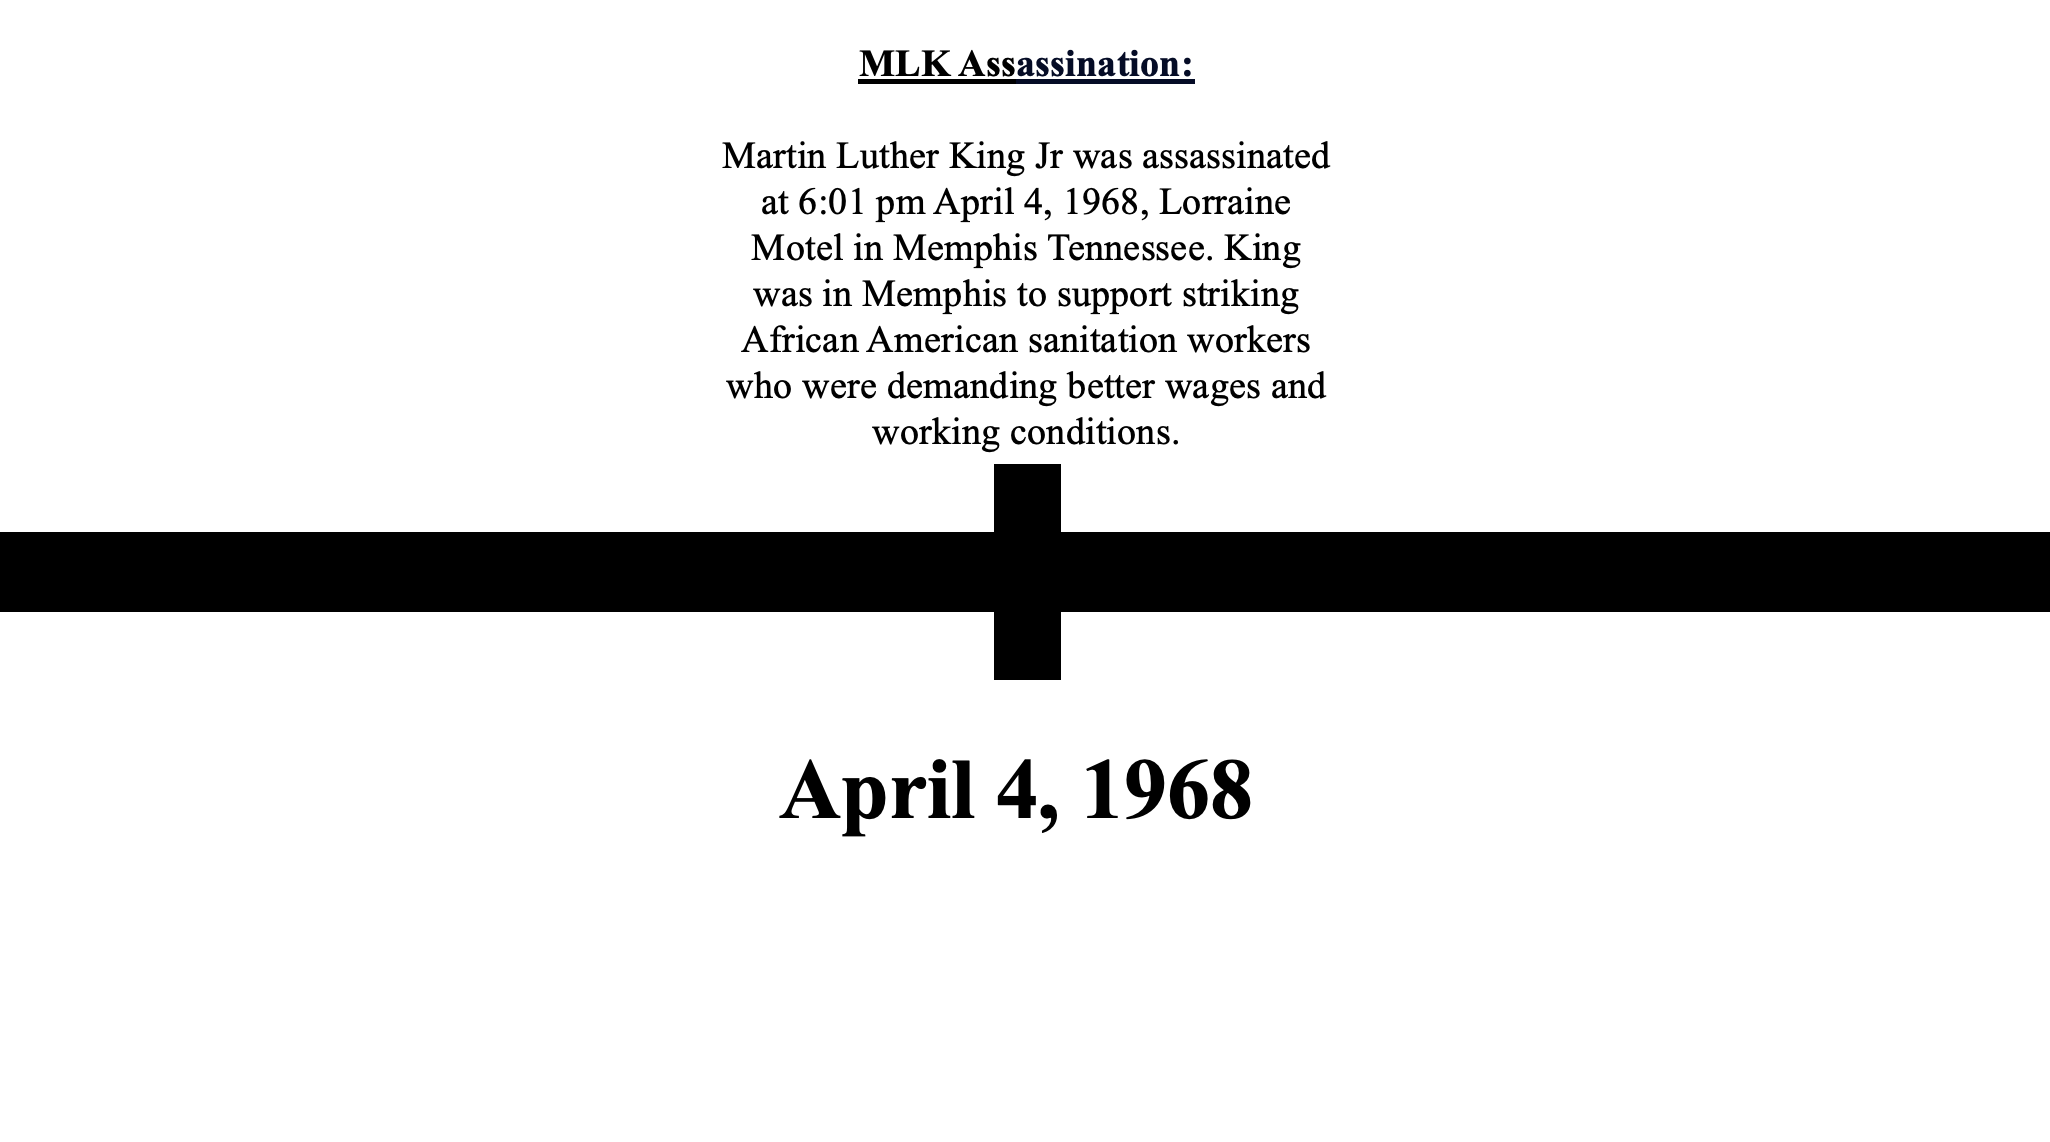 MLK Assassination:
Martin Luther King Jr was assassinated
at 6:01 pm April 4, 1968, Lorraine
Motel in Memphis Tennessee. King
was in Memphis to support striking
African American sanitation workers
who were demanding better wages and
working conditions.
April 4, 1968